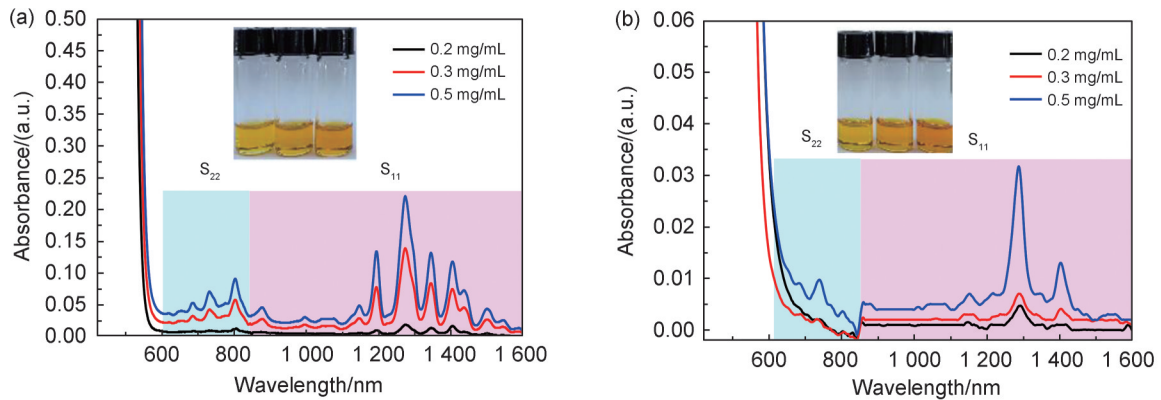 (a)
0.50
0.45
0.40
0.35
0.30
0.25
0.20
0.15
0.10
0.05
0.00
Absorbance/(a.u.)
0.2 mg/mL
0.3 mg/mL
0.5 mg/mL
S22
S11
600 800 1 000 1 200 1 400 1 600
Wavelength/nm
(b)
0.06
0.05
0.04
0.03
0.02
0.01
0.00
Absorbance/(a.u.)
0.2 mg/mL
0.3 mg/mL
0.5 mg/mL
S22
S11
600 800 1 000 1 200 1 400 1 600
Wavelength/nm